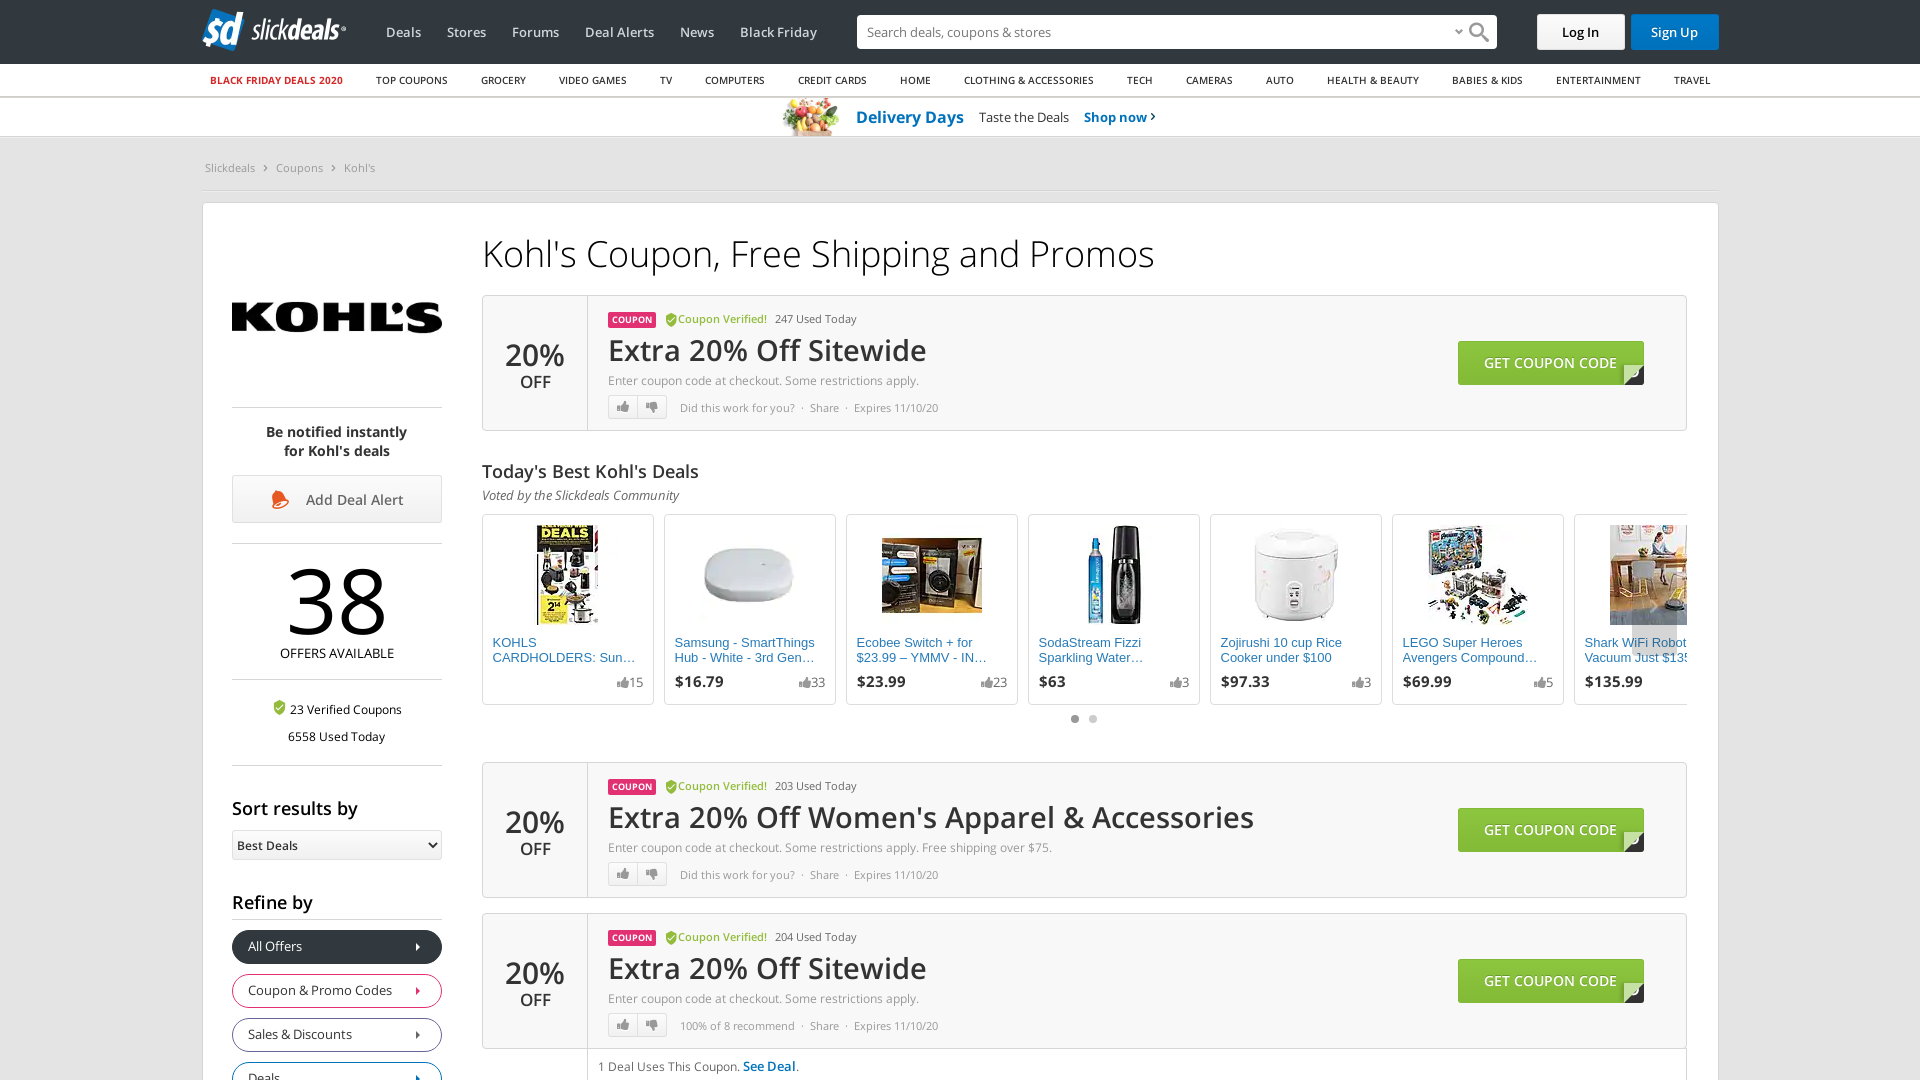 sd slickdeals
Deals Stores Forums Deal Alerts News Black Friday
Search deals, coupons & stores
Log In Sign Up
BLACK FRIDAY DEALS 2020 TOP COUPONS GROCERY VIDEO GAMES TV COMPUTERS CREDIT CARDS HOME CLOTHING & ACCESSORIES TECH CAMERAS AUTO HEALTH & BEAUTY BABIES & KIDS ENTERTAINMENT TRAVEL
Delivery Days Taste the Deals Shop now
Slickdeals Coupons Kohl's
KOHL'S
Be notified instantly
for Kohl's deals
Add Deal Alert
38
OFFERS AVAILABLE
23 Verified Coupons
6558 Used Today
Sort results by
Best Deals
Refine by
All Offers
Coupon & Promo Codes
Sales & Discounts
Deals
Kohl's Coupon, Free Shipping and Promos
20%
OFF
COUPON Coupon Verified! 247 Used Today
Extra 20% Off Sitewide
Enter coupon code at checkout. Some restrictions apply.
Did this work for you? · Share · Expires 11/10/20
GET COUPON CODE
Today's Best Kohl's Deals
Voted by the Slickdeals Community
DEALS
KOHLS
CARDHOLDERS: Sun…
15
Samsung - SmartThings
Hub - White - 3rd Gen…
$16.79 33
Ecobee Switch + for
$23.99 – YMMV - IN…
$23.99 23
SodaStream Fizzi
Sparkling Water…
$63 3
Zojirushi 10 cup Rice
Cooker under $100
$97.33 3
LEGO Super Heroes
Avengers Compound…
$69.99 5
Shark WiFi Robot
Vacuum Just $135
$135.99
20%
OFF
COUPON Coupon Verified! 203 Used Today
Extra 20% Off Women's Apparel & Accessories
Enter coupon code at checkout. Some restrictions apply. Free shipping over $75.
Did this work for you? · Share · Expires 11/10/20
GET COUPON CODE
20%
OFF
COUPON Coupon Verified! 204 Used Today
Extra 20% Off Sitewide
Enter coupon code at checkout. Some restrictions apply.
100% of 8 recommend · Share · Expires 11/10/20
GET COUPON CODE
1 Deal Uses This Coupon. See Deal.